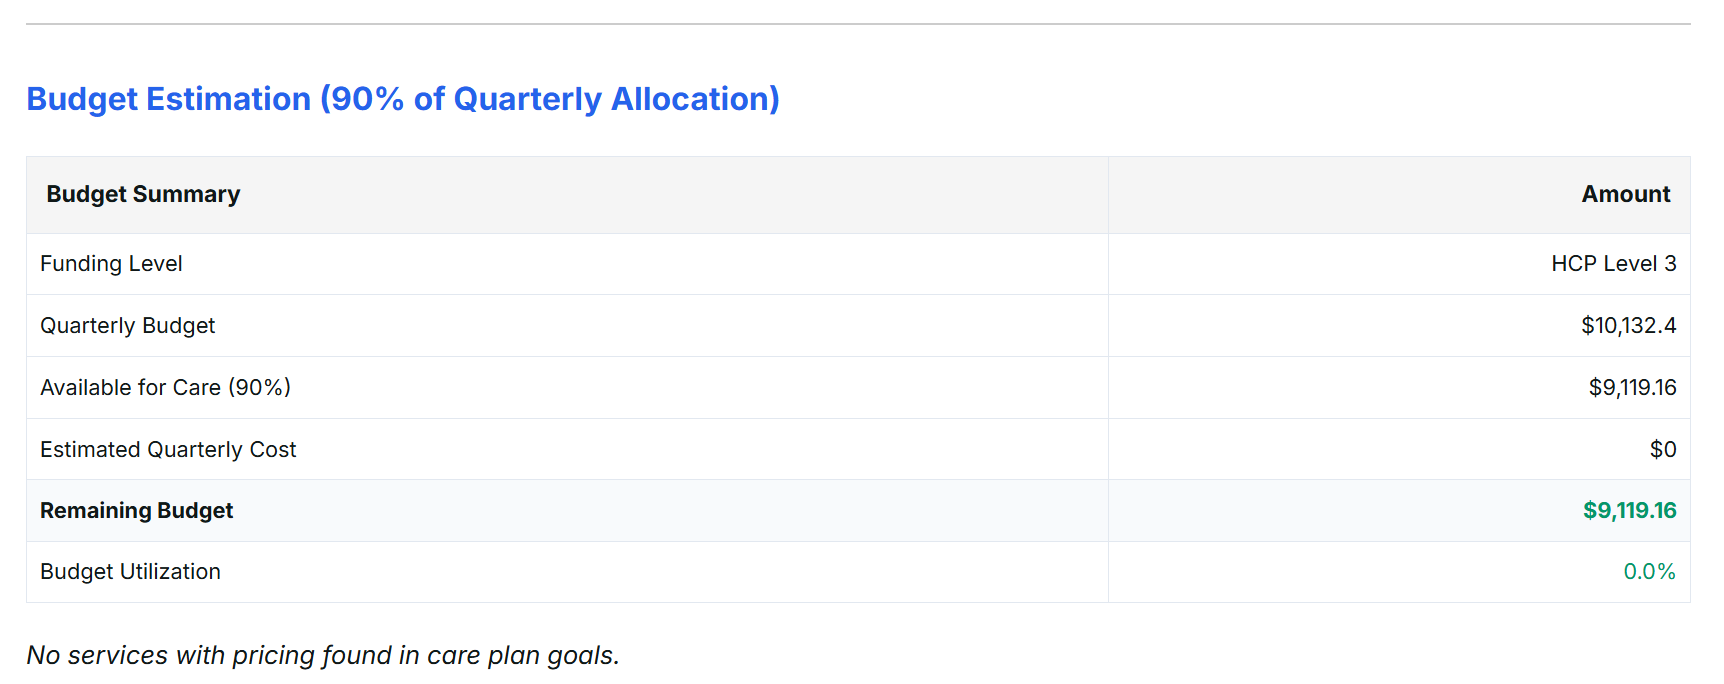 Budget Estimation (90% of Quarterly Allocation)
Budget Summary Amount
Funding Level HCP Level 3
Quarterly Budget $10,132.4
Available for Care (90%) $9,119.16
Estimated Quarterly Cost $0
Remaining Budget $9,119.16
Budget Utilization 0.0%
No services with pricing found in care plan goals.